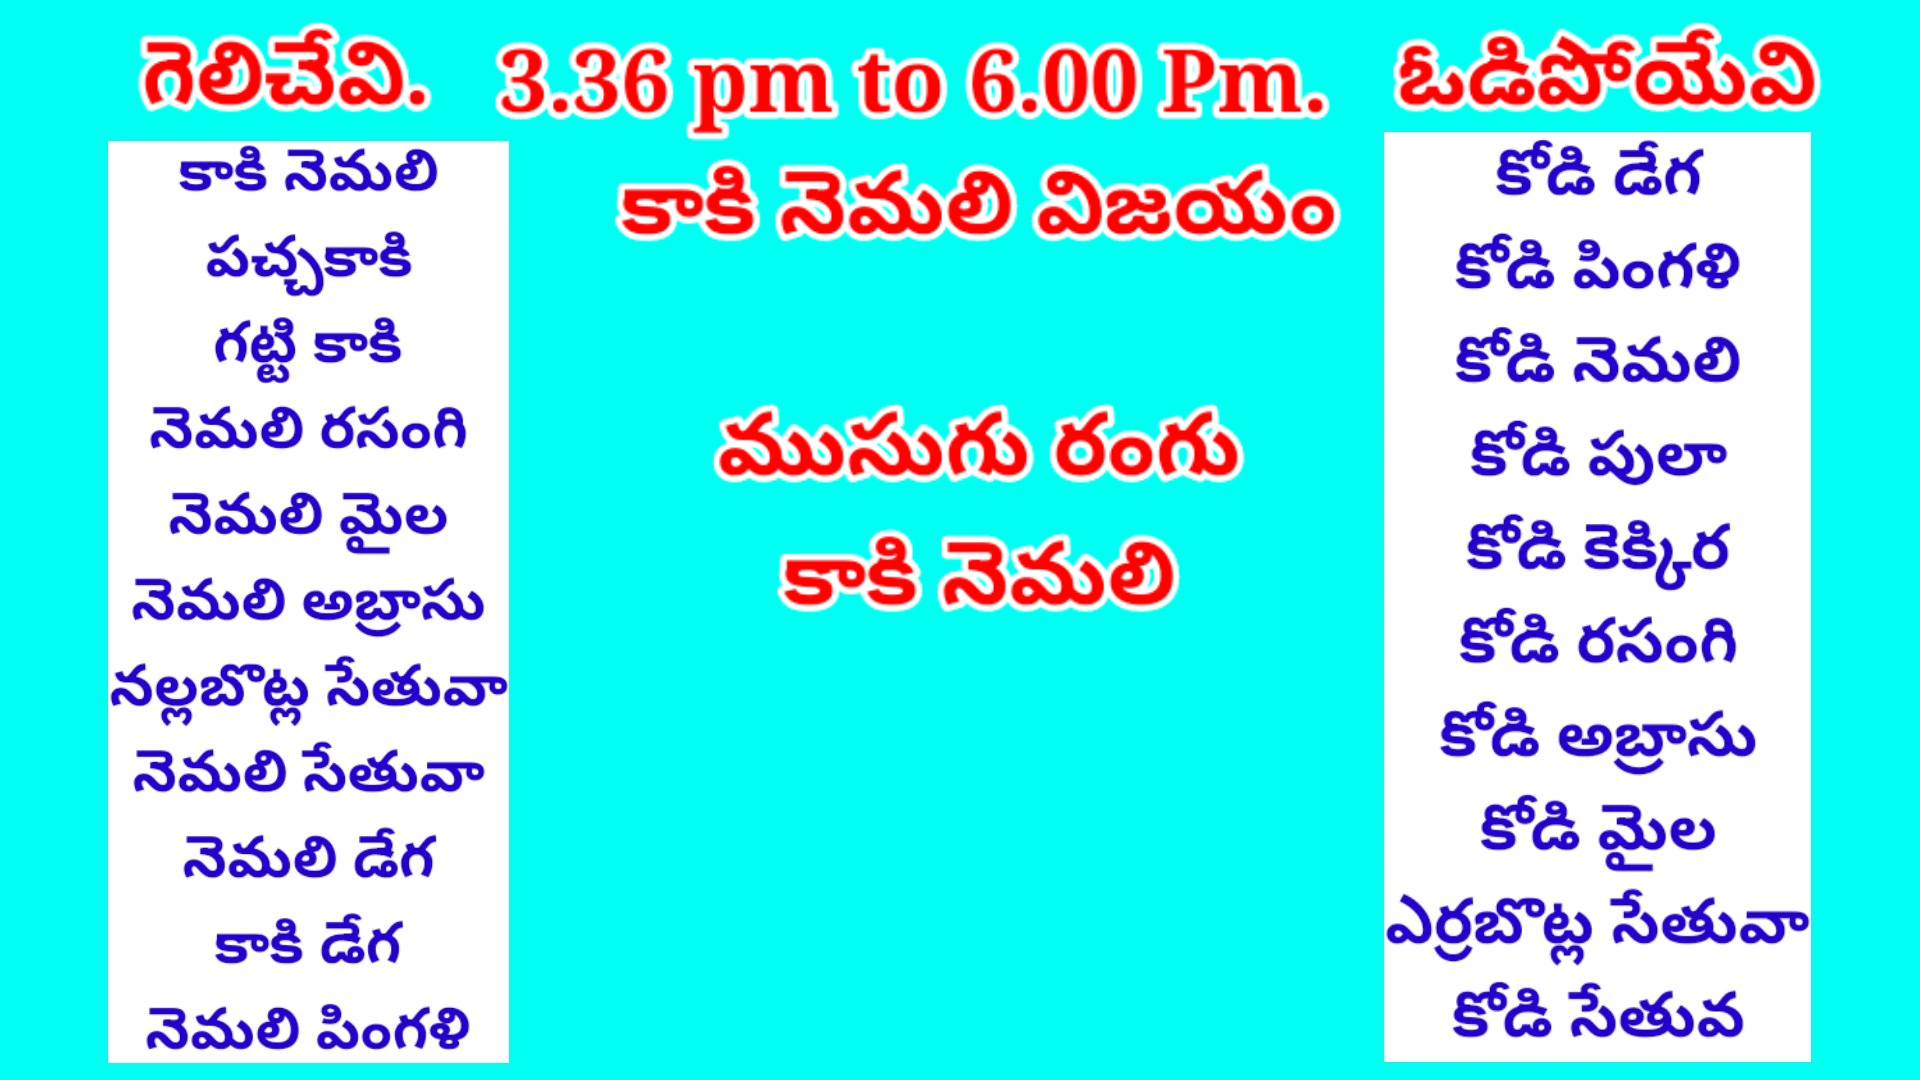 గెలిచేవి.
కాకి నెమలి
పచ్చకాకి
గట్టి కాకి
నెమలి రసంగి
నెమలి మైల
నెమలి అబ్రాసు
నల్లబొట్ల సేతువా
నెమలి సేతువా
నెమలి డేగ
కాకి డేగ
నెమలి పింగళి
3.36 pm to 6.00 Pm.
కాకి నెమలి విజయం
ముసుగు రంగు
కాకి నెమలి
ఓడిపోయేవి
కోడి డేగ
కోడి పింగళి
కోడి నెమలి
కోడి పులా
కోడి కెక్కిర
కోడి రసంగి
కోడి అబ్రాసు
కోడి మైల
ఎర్రబొట్ల సేతువా
కోడి సేతువ